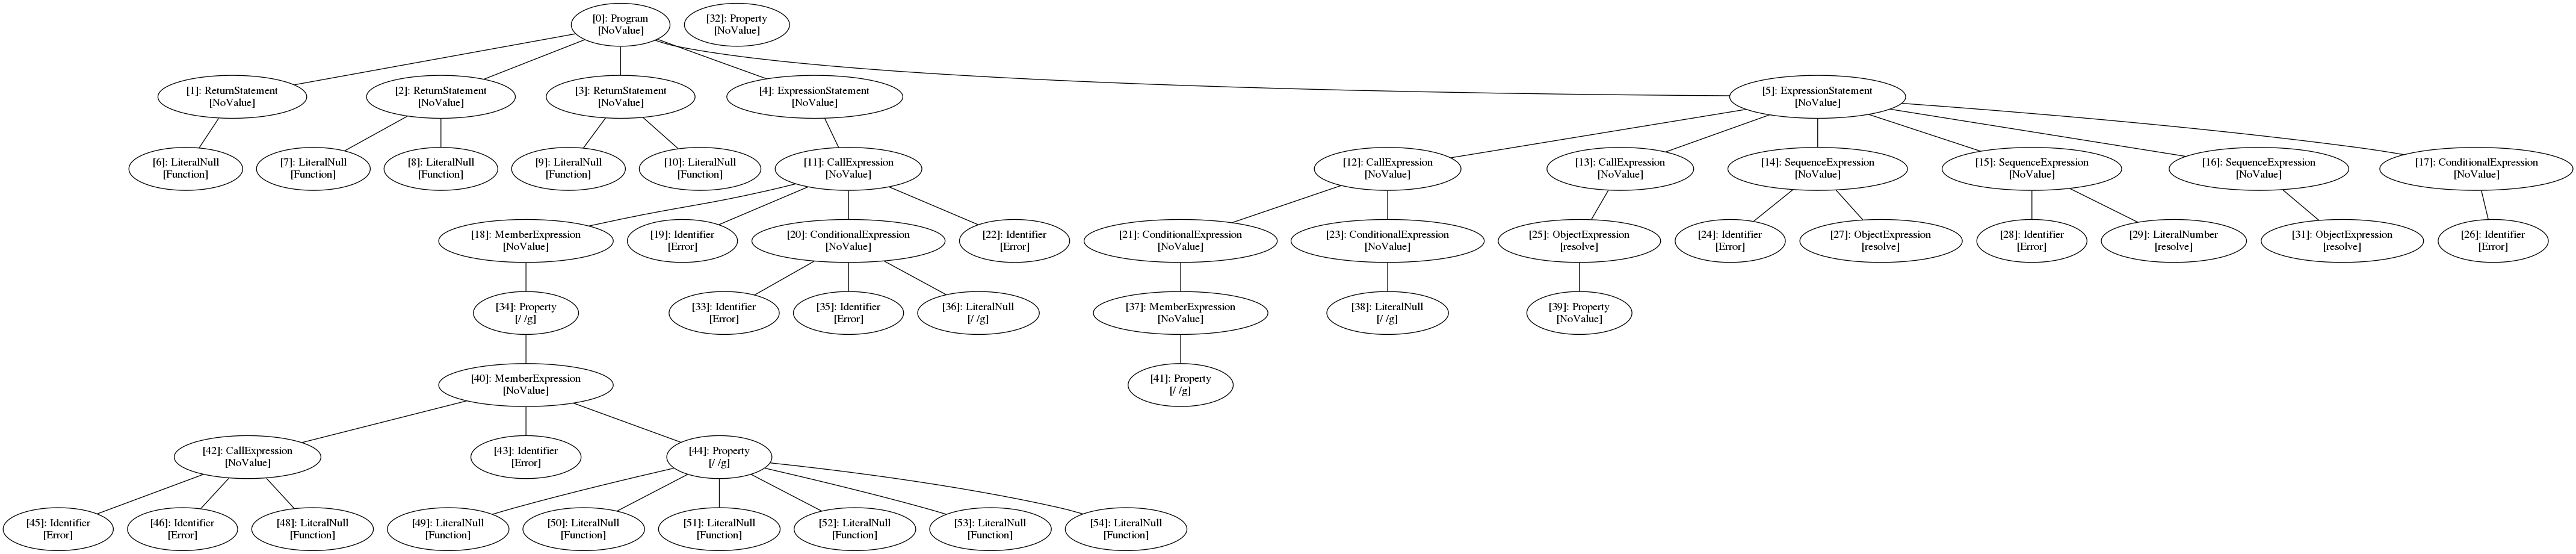 [0]: Program
[NoValue]
[32]: Property
[NoValue]
[1]: ReturnStatement
[NoValue]
[2]: ReturnStatement
[NoValue]
[3]: ReturnStatement
[NoValue]
[4]: ExpressionStatement
[NoValue]
[5]: ExpressionStatement
[NoValue]
[6]: LiteralNull
[Function]
[7]: LiteralNull
[Function]
[8]: LiteralNull
[Function]
[9]: LiteralNull
[Function]
[10]: LiteralNull
[Function]
[11]: CallExpression
[NoValue]
[12]: CallExpression
[NoValue]
[13]: CallExpression
[NoValue]
[14]: SequenceExpression
[NoValue]
[15]: SequenceExpression
[NoValue]
[16]: SequenceExpression
[NoValue]
[17]: ConditionalExpression
[NoValue]
[18]: MemberExpression
[NoValue]
[19]: Identifier
[Error]
[20]: ConditionalExpression
[NoValue]
[22]: Identifier
[Error]
[21]: ConditionalExpression
[NoValue]
[23]: ConditionalExpression
[NoValue]
[25]: ObjectExpression
[resolve]
[24]: Identifier
[Error]
[27]: ObjectExpression
[resolve]
[28]: Identifier
[Error]
[29]: LiteralNumber
[resolve]
[31]: ObjectExpression
[resolve]
[26]: Identifier
[Error]
[34]: Property
[/ /g]
[33]: Identifier
[Error]
[35]: Identifier
[Error]
[36]: LiteralNull
[/ /g]
[37]: MemberExpression
[NoValue]
[38]: LiteralNull
[/ /g]
[39]: Property
[NoValue]
[40]: MemberExpression
[NoValue]
[41]: Property
[/ /g]
[42]: CallExpression
[NoValue]
[43]: Identifier
[Error]
[44]: Property
[/ /g]
[45]: Identifier
[Error]
[46]: Identifier
[Error]
[48]: LiteralNull
[Function]
[49]: LiteralNull
[Function]
[50]: LiteralNull
[Function]
[51]: LiteralNull
[Function]
[52]: LiteralNull
[Function]
[53]: LiteralNull
[Function]
[54]: LiteralNull
[Function]